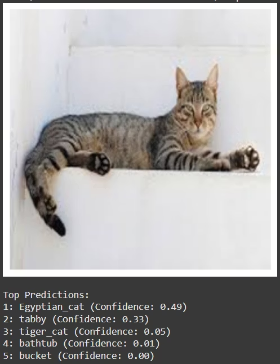 Top Predictions:
1: Egyptian_cat (Confidence: 0.49)
2: tabby (Confidence: 0.33)
3: tiger_cat (Confidence: 0.05)
4: bathtub (Confidence: 0.01)
5: bucket (Confidence: 0.00)